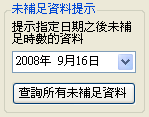 未補足資料提示
提示指定日期之後未補
足時數的資料
2008年 9月16日
查詢所有未補足資料